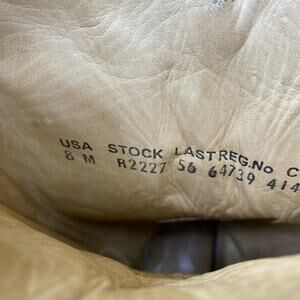 USA STOCK LAST REG.No C
8 M R2227 56 64739 414